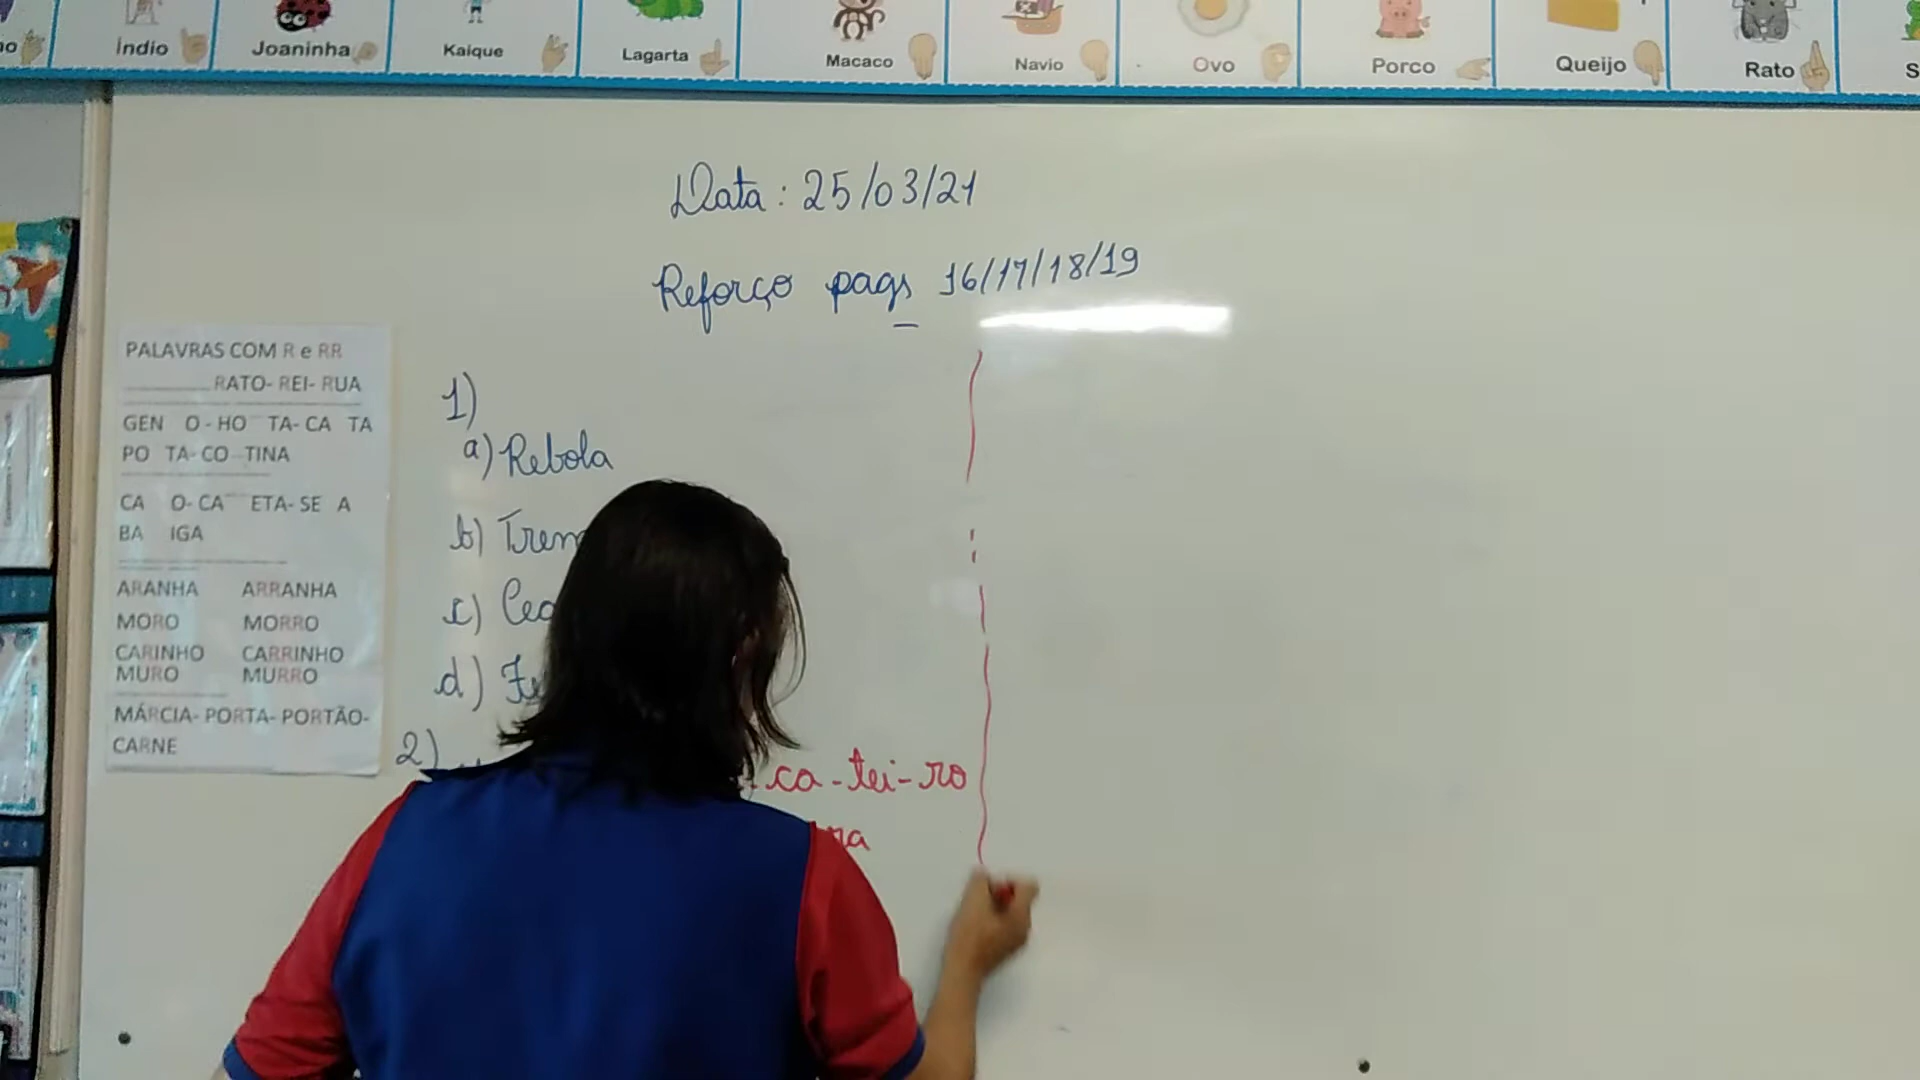 Índio Joaninha Kaique Lagarta Macaco Navio Ovo Porco Queijo Rato
Data: 25/03/21
Reforço pags 16/17/18/19
PALAVRAS COM R e RR
RATO- REI- RUA
GEN O - HO TA- CA TA
PO TA- CO TINA
CA O- CA ETA- SE A
BA IGA
ARANHA ARRANHA
MORO MORRO
CARINHO CARRINHO
MURO MURRO
MÁRCIA- PORTA- PORTÃO-
CARNE
1)
a) Rebola
b)
c)
d)
2)
ca-tei-ro